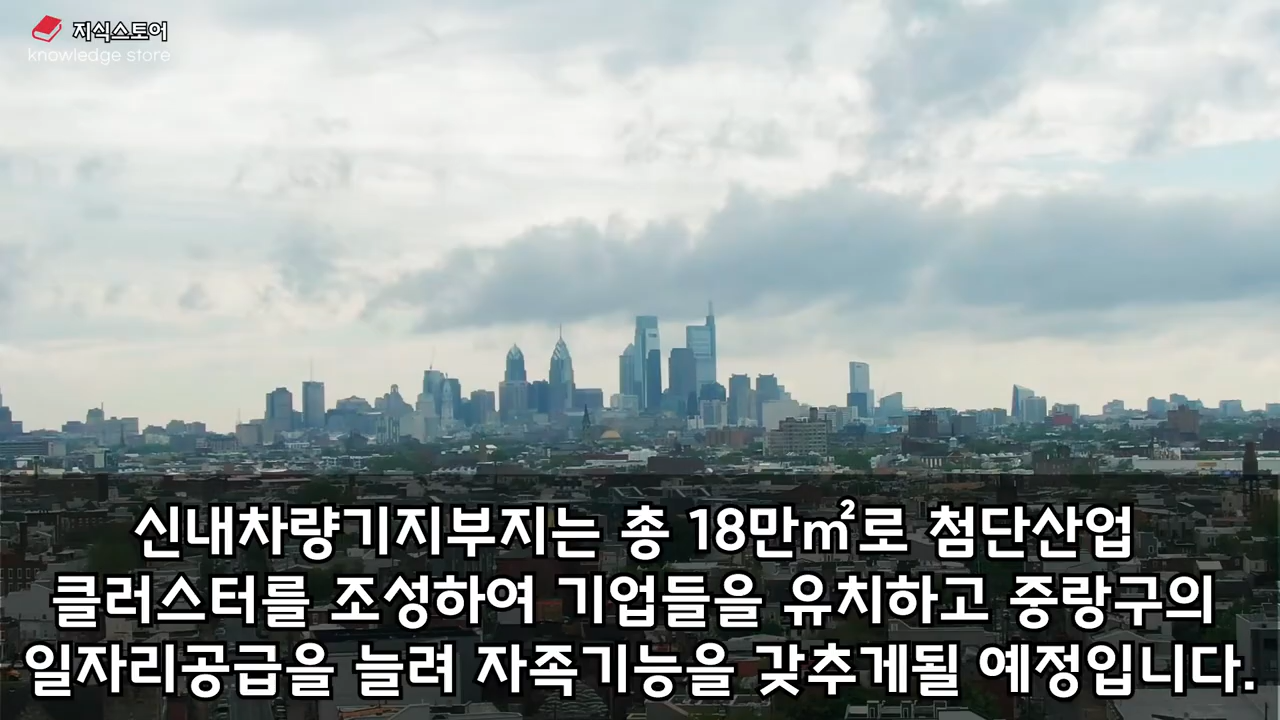 지식스토어
knowledge store
신내차량기지부지는 총 18만㎡로 첨단산업
클러스터를 조성하여 기업들을 유치하고 중랑구의
일자리공급을 늘려 자족기능을 갖추게될 예정입니다.